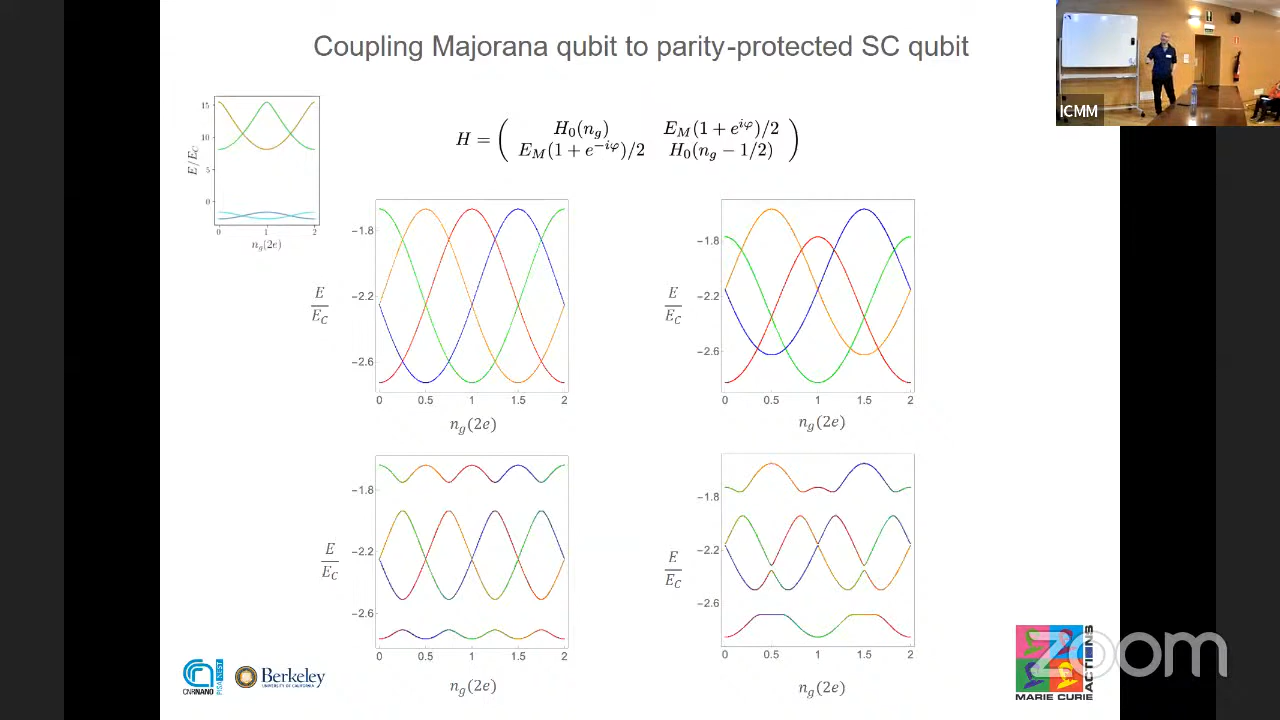 Coupling Majorana qubit to parity-protected SC qubit
ICMM
H = ( H₀(n_g) E_M(1 + e^{iφ})/2
E_M(1 + e^{-iφ})/2 H₀(n_g − 1/2) )
E/E_C
15
10
5
0
0 1 2
n_g(2e)
E/E_C
−1.8
−2.2
−2.6
0 0.5 1 1.5 2
n_g(2e)
E/E_C
−1.8
−2.2
−2.6
0 0.5 1 1.5 2
n_g(2e)
E/E_C
−1.8
−2.2
−2.6
0 0.5 1 1.5 2
n_g(2e)
E/E_C
−1.8
−2.2
−2.6
0 0.5 1 1.5 2
n_g(2e)
CNRNANO
Berkeley
UNIVERSITY OF CALIFORNIA
MARIE CURIE
ACTIONS
zoom